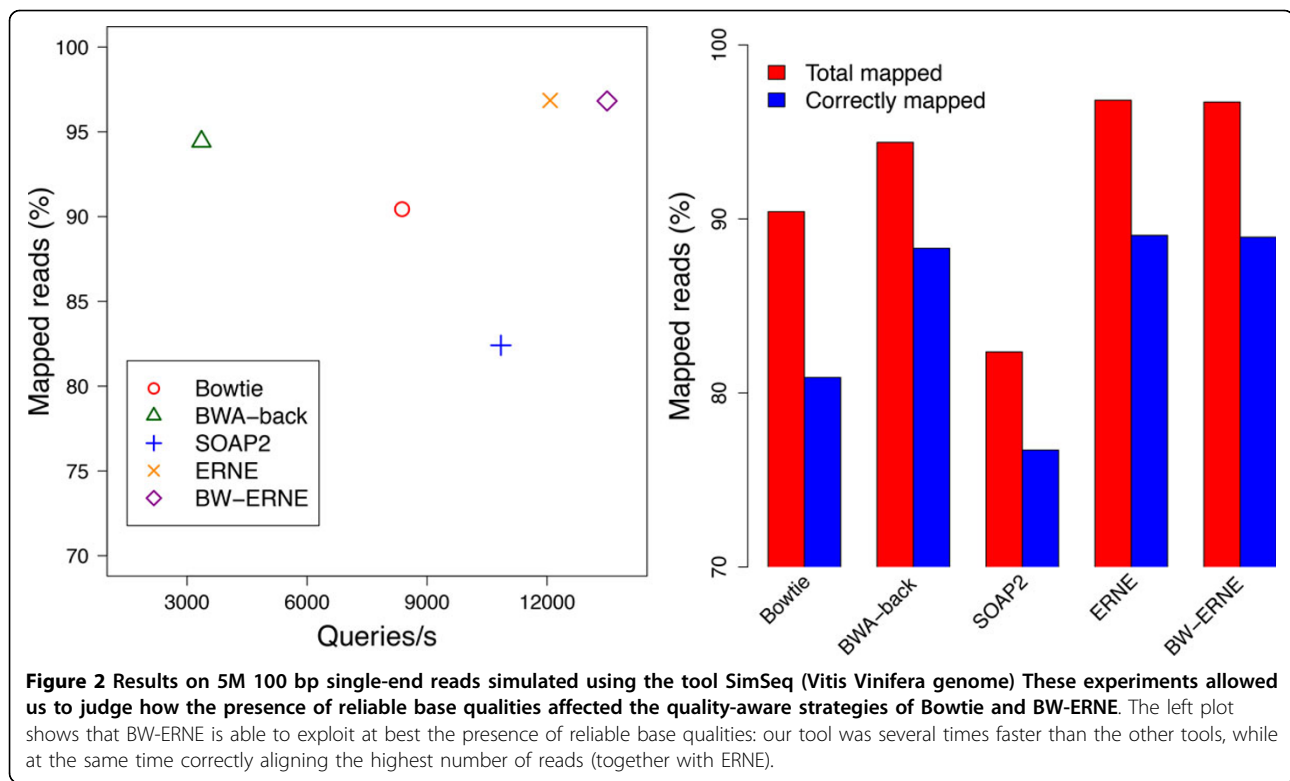 100
95
90
85
80
75
70
Mapped reads (%)
Bowtie
BWA−back
SOAP2
ERNE
BW−ERNE
3000 6000 9000 12000
Queries/s
100
90
80
70
Mapped reads (%)
Total mapped
Correctly mapped
Bowtie
BWA−back
SOAP2
ERNE
BW−ERNE
Figure 2 Results on 5M 100 bp single-end reads simulated using the tool SimSeq (Vitis Vinifera genome) These experiments allowed
us to judge how the presence of reliable base qualities affected the quality-aware strategies of Bowtie and BW-ERNE. The left plot
shows that BW-ERNE is able to exploit at best the presence of reliable base qualities: our tool was several times faster than the other tools, while
at the same time correctly aligning the highest number of reads (together with ERNE).